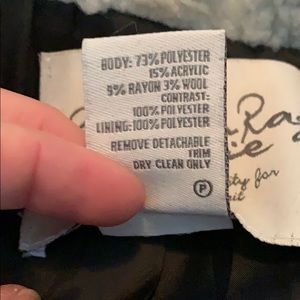 BODY: 73% POLYESTER
15% ACRYLIC
9% RAYON 3% WOOL
CONTRAST:
100% POLYESTER
LINING: 100% POLYESTER
REMOVE DETACHABLE
TRIM
DRY CLEAN ONLY
P
for